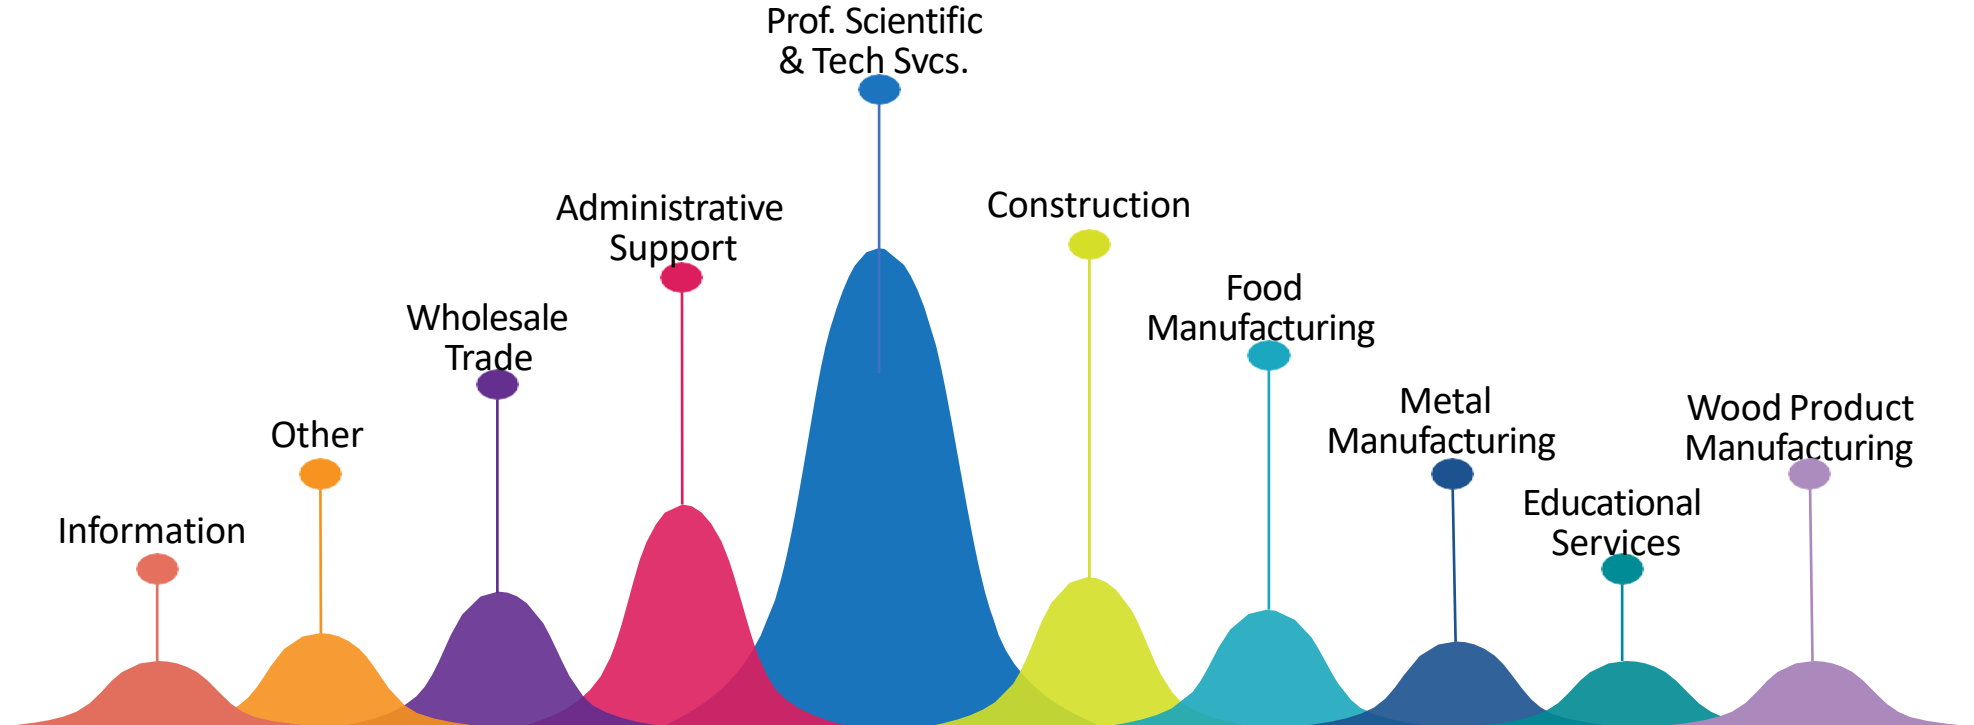 Prof. Scientific
& Tech Svcs.
Administrative
Support
Construction
Wholesale
Trade
Food
Manufacturing
Other
Metal
Manufacturing
Wood Product
Manufacturing
Information
Educational
Services